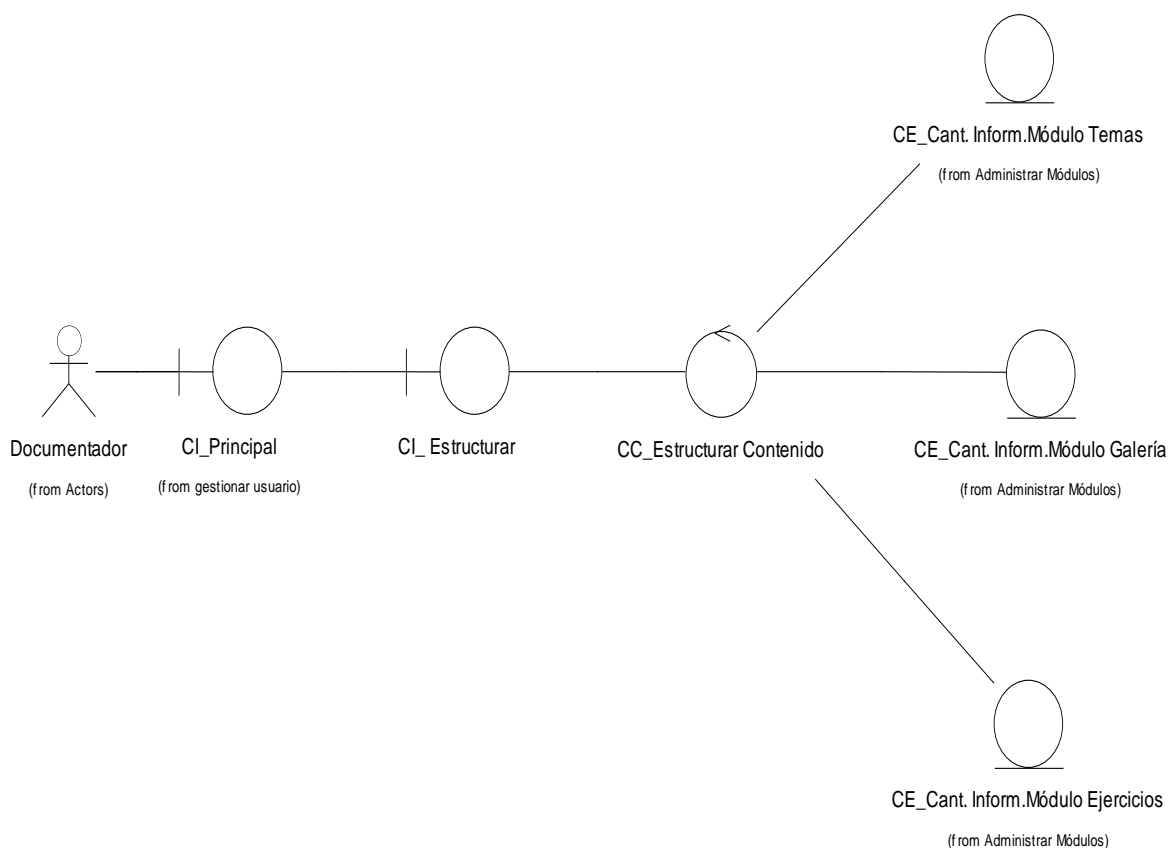 CE_Cant. Inform.Módulo Temas
(from Administrar Módulos)
Documentador
(from Actors)
CI_Principal
(from gestionar usuario)
CI_ Estructurar
CC_Estructurar Contenido
CE_Cant. Inform.Módulo Galería
(from Administrar Módulos)
CE_Cant. Inform.Módulo Ejercicios
(from Administrar Módulos)